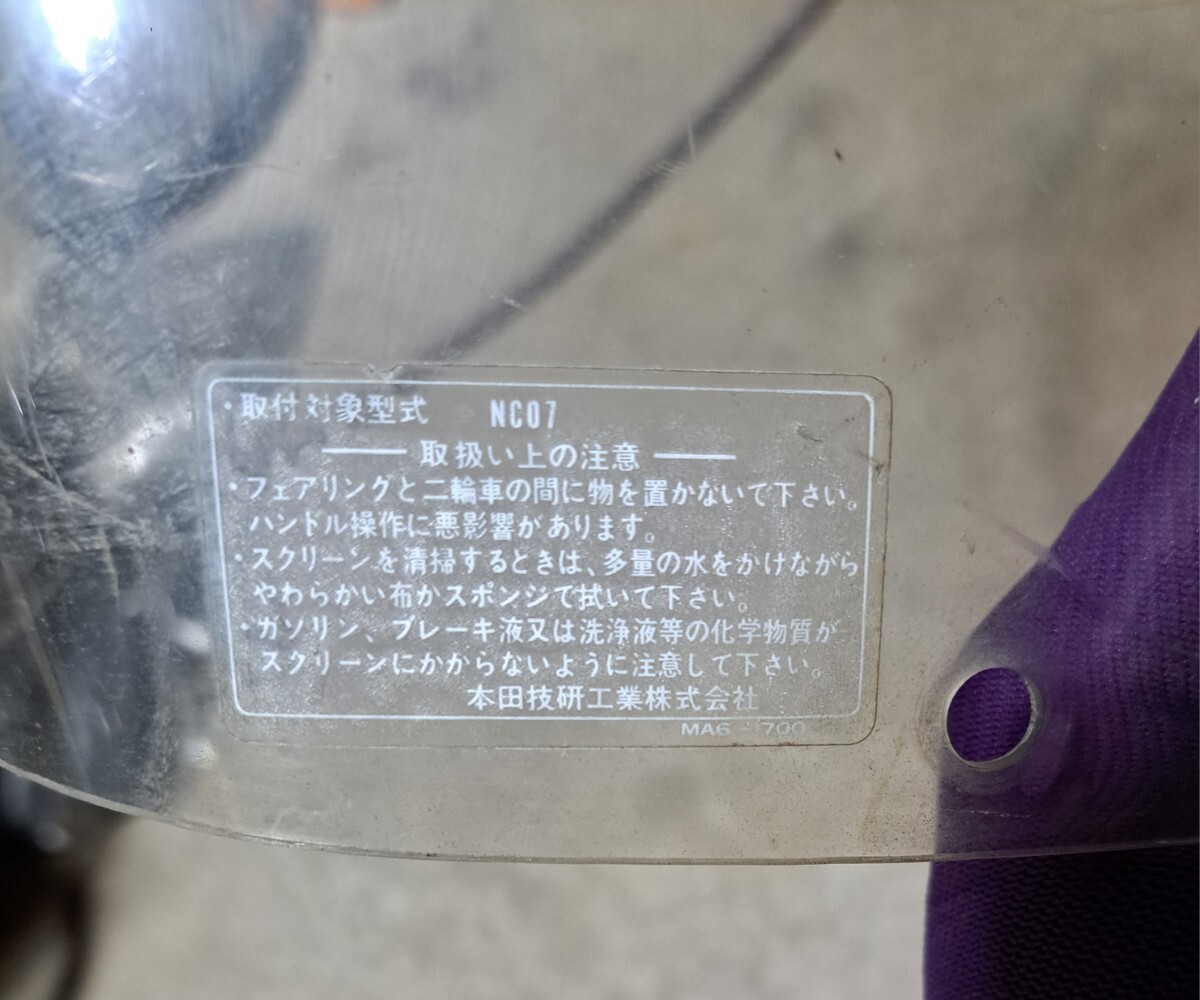 ・取付対象型式 NC07
取扱い上の注意
・フェアリングと二輪車の間に物を置かないで下さい。
ハンドル操作に悪影響があります。
・スクリーンを清掃するときは、多量の水をかけながら
やわらかい布かスポンジで拭いて下さい。
・ガソリン、ブレーキ液又は洗浄液等の化学物質が
スクリーンにかからないように注意して下さい。
本田技研工業株式会社
MA6-700